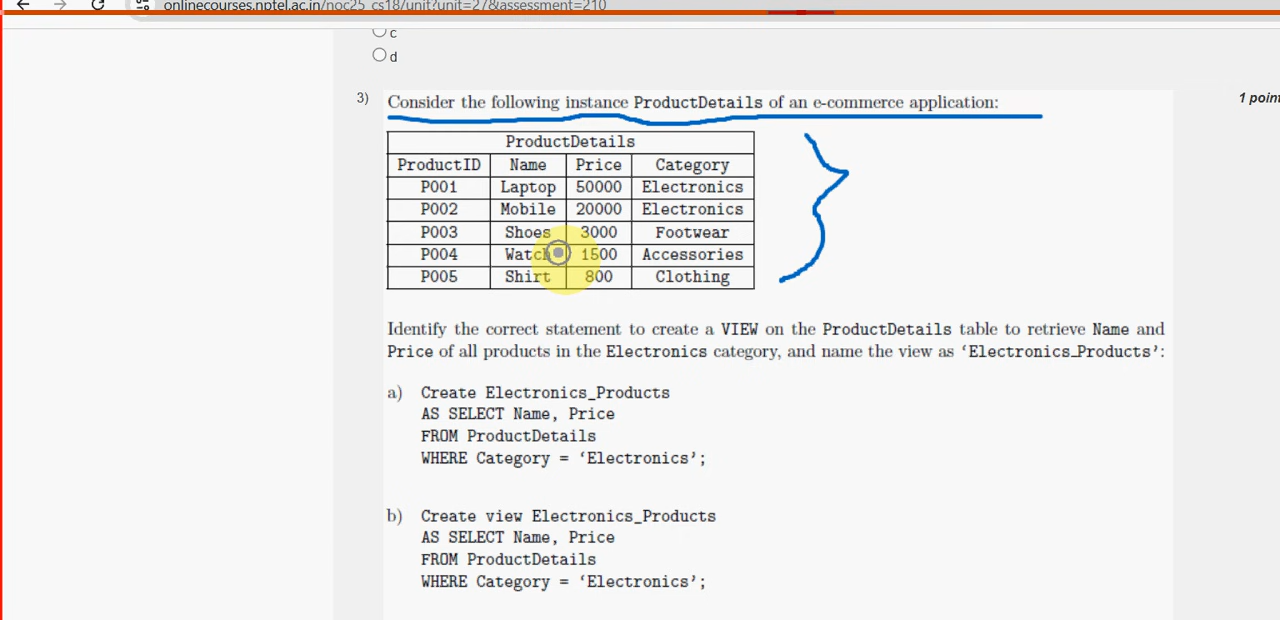 onlinecourses.nptel.ac.in/noc25_cs18/unit?unit=27&assessment=210
c
d
3) Consider the following instance ProductDetails of an e-commerce application: 1 poin
ProductDetails
ProductID Name Price Category
P001 Laptop 50000 Electronics
P002 Mobile 20000 Electronics
P003 Shoes 3000 Footwear
P004 Watch 1500 Accessories
P005 Shirt 800 Clothing
Identify the correct statement to create a VIEW on the ProductDetails table to retrieve Name and
Price of all products in the Electronics category, and name the view as ‘Electronics_Products’:
a) Create Electronics_Products
AS SELECT Name, Price
FROM ProductDetails
WHERE Category = ‘Electronics’;
b) Create view Electronics_Products
AS SELECT Name, Price
FROM ProductDetails
WHERE Category = ‘Electronics’;